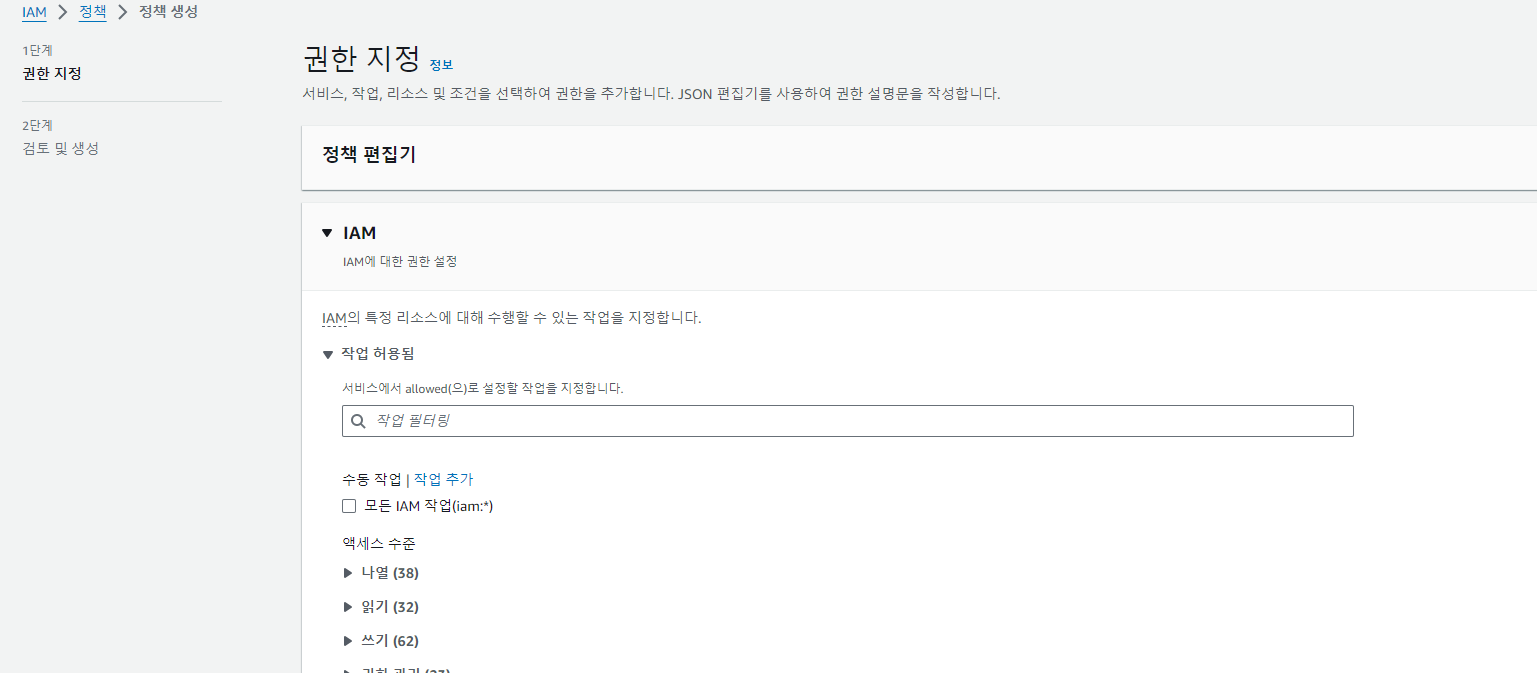 IAM > 정책 > 정책 생성
1단계
권한 지정
2단계
검토 및 생성
권한 지정 정보
서비스, 작업, 리소스 및 조건을 선택하여 권한을 추가합니다. JSON 편집기를 사용하여 권한 설명문을 작성합니다.
정책 편집기
IAM
IAM에 대한 권한 설정
IAM의 특정 리소스에 대해 수행할 수 있는 작업을 지정합니다.
작업 허용됨
서비스에서 allowed(으)로 설정할 작업을 지정합니다.
작업 필터링
수동 작업 | 작업 추가
모든 IAM 작업(iam:*)
액세스 수준
나열 (38)
읽기 (32)
쓰기 (62)